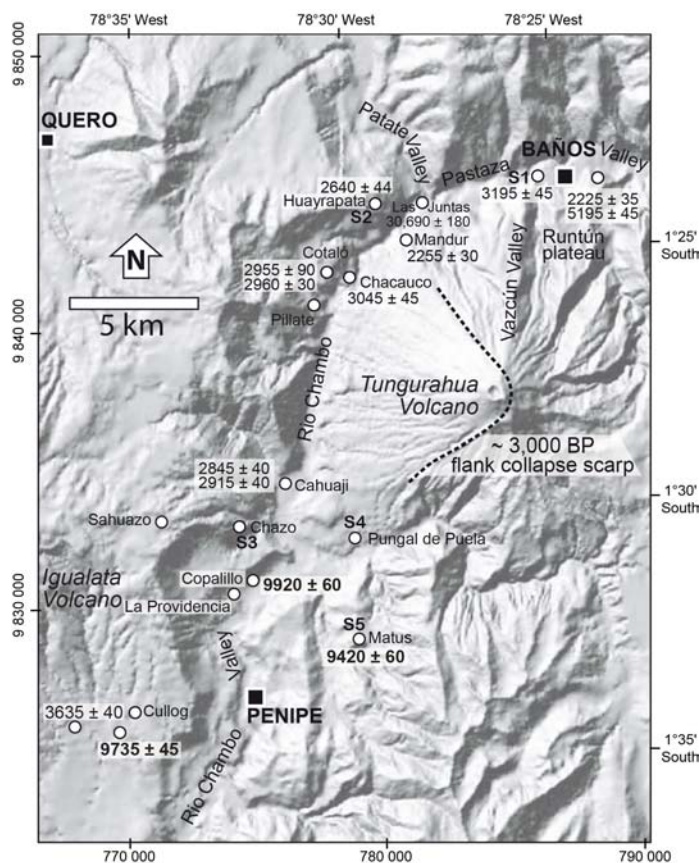 78°35' West
78°30' West
78°25' West
9 850 000
QUERO
Patate
Valley
BAÑOS
Pastaza
Valley
S1
3195 ± 45
2225 ± 35
5195 ± 45
2640 ± 44
Huayrapata
S2
Las Juntas
30,690 ± 180
Mandur
2255 ± 30
Runtún
plateau
Vazcún Valley
1°25'
South
N
5 km
Cotaló
2955 ± 90
2960 ± 30
Chacauco
3045 ± 45
Pillate
9 840 000
Rio Chambo
Tungurahua
Volcano
~ 3,000 BP
flank collapse scarp
2845 ± 40
2915 ± 40
Cahuaji
1°30'
South
Sahuazo
Chazo
S3
S4
Pungal de Puela
Igualata
Volcano
Copalillo
9920 ± 60
La Providencia
9 830 000
S5
Matus
9420 ± 60
Valley
PENIPE
3635 ± 40
Cullog
9735 ± 45
Rio Chambo
1°35'
South
770 000
780 000
790 000